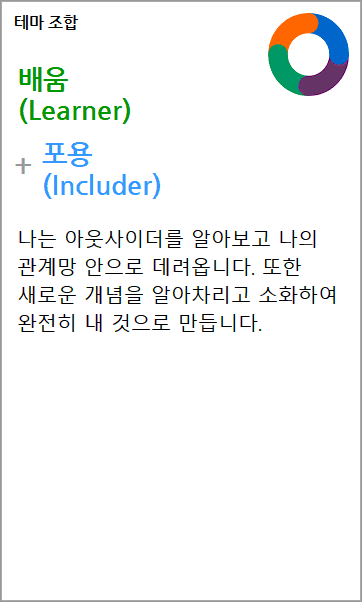 테마 조합
배움
(Learner)
+ 포용
(Includer)
나는 아웃사이더를 알아보고 나의
관계망 안으로 데려옵니다. 또한
새로운 개념을 알아차리고 소화하여
완전히 내 것으로 만듭니다.